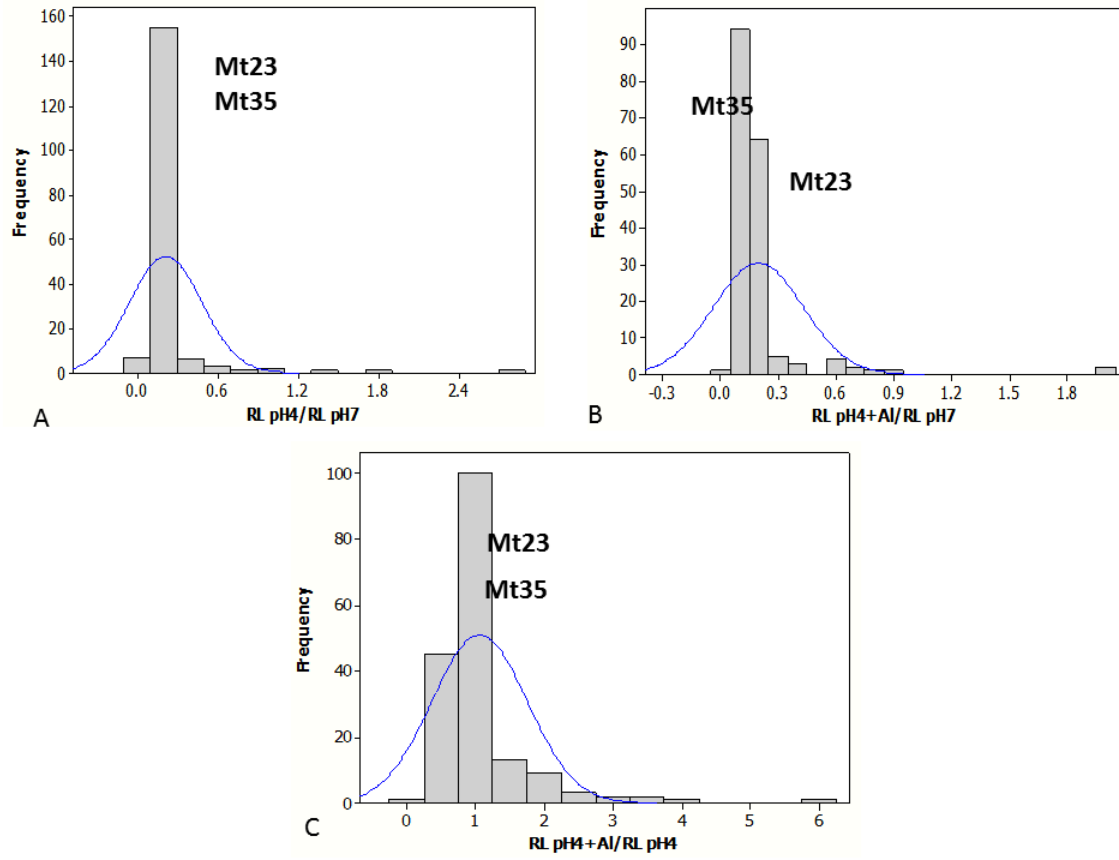 160
140
120
100
80
60
40
20
0
Frequency
Mt23
Mt35
0.0 0.6 1.2 1.8 2.4
RL pH4/RL pH7
A
90
80
70
60
50
40
30
20
10
0
Frequency
Mt35
Mt23
-0.3 0.0 0.3 0.6 0.9 1.2 1.5 1.8
RL pH4+Al/RL pH7
B
100
80
60
40
20
0
Frequency
Mt23
Mt35
0 1 2 3 4 5 6
RL pH4+Al/RL pH4
C